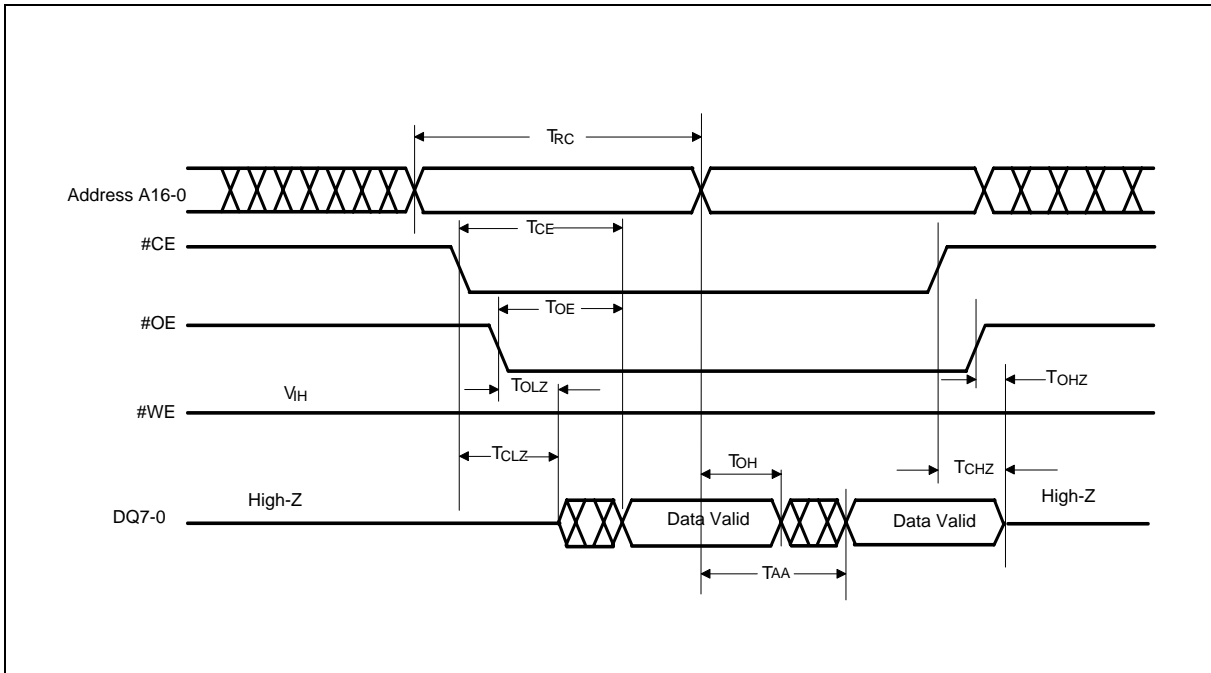 TRC
Address A16-0
TCE
#CE
TOE
#OE
TOLZ
TOHZ
VIH
#WE
TCLZ
TOH
TCHZ
High-Z
High-Z
DQ7-0
Data Valid
Data Valid
TAA